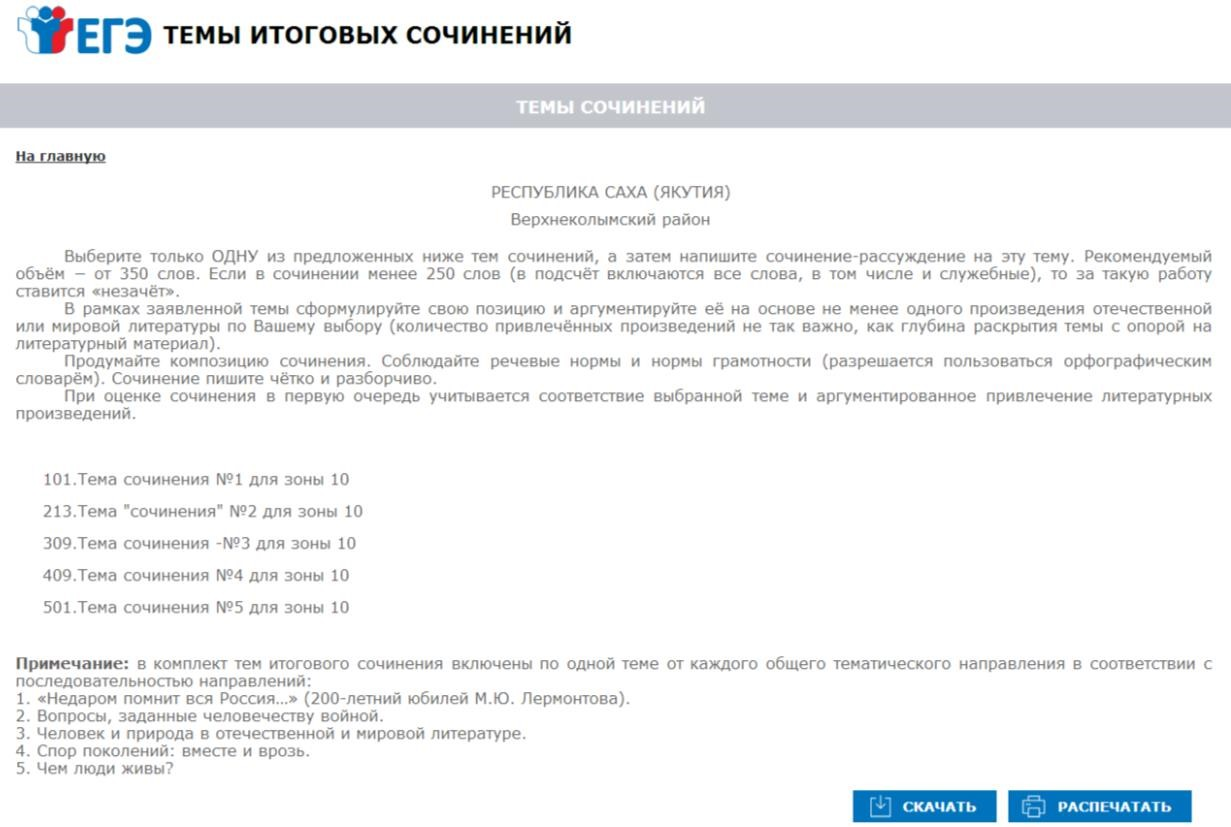 ЕГЭ ТЕМЫ ИТОГОВЫХ СОЧИНЕНИЙ
ТЕМЫ СОЧИНЕНИЙ
На главную
РЕСПУБЛИКА САХА (ЯКУТИЯ)
Верхнеколымский район
Выберите только ОДНУ из предложенных ниже тем сочинений, а затем напишите сочинение-рассуждение на эту тему. Рекомендуемый
объём – от 350 слов. Если в сочинении менее 250 слов (в подсчёт включаются все слова, в том числе и служебные), то за такую работу
ставится «незачёт».
В рамках заявленной темы сформулируйте свою позицию и аргументируйте её на основе не менее одного произведения отечественной
или мировой литературы по Вашему выбору (количество привлечённых произведений не так важно, как глубина раскрытия темы с опорой на
литературный материал).
Продумайте композицию сочинения. Соблюдайте речевые нормы и нормы грамотности (разрешается пользоваться орфографическим
словарём). Сочинение пишите чётко и разборчиво.
При оценке сочинения в первую очередь учитывается соответствие выбранной теме и аргументированное привлечение литературных
произведений.
101.Тема сочинения №1 для зоны 10
213.Тема "сочинения" №2 для зоны 10
309.Тема сочинения -№3 для зоны 10
409.Тема сочинения №4 для зоны 10
501.Тема сочинения №5 для зоны 10
Примечание: в комплект тем итогового сочинения включены по одной теме от каждого общего тематического направления в соответствии с
последовательностью направлений:
1. «Недаром помнит вся Россия…» (200-летний юбилей М.Ю. Лермонтова).
2. Вопросы, заданные человечеству войной.
3. Человек и природа в отечественной и мировой литературе.
4. Спор поколений: вместе и врозь.
5. Чем люди живы?
СКАЧАТЬ РАСПЕЧАТАТЬ